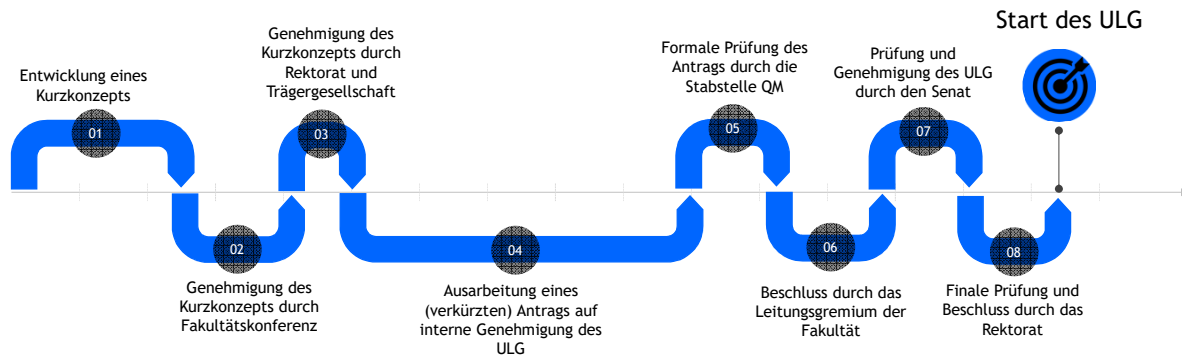 Start des ULG
Entwicklung eines
Kurzkonzepts
01
Genehmigung des
Kurzkonzepts durch
Fakultätskonferenz
02
Genehmigung des
Kurzkonzepts durch
Rektorat und
Trägergesellschaft
03
04
Ausarbeitung eines
(verkürzten) Antrags auf
interne Genehmigung des
ULG
Formale Prüfung des
Antrags durch die
Stabstelle QM
05
06
Beschluss durch das
Leitungsgremium der
Fakultät
Prüfung und
Genehmigung des ULG
durch den Senat
07
08
Finale Prüfung und
Beschluss durch das
Rektorat